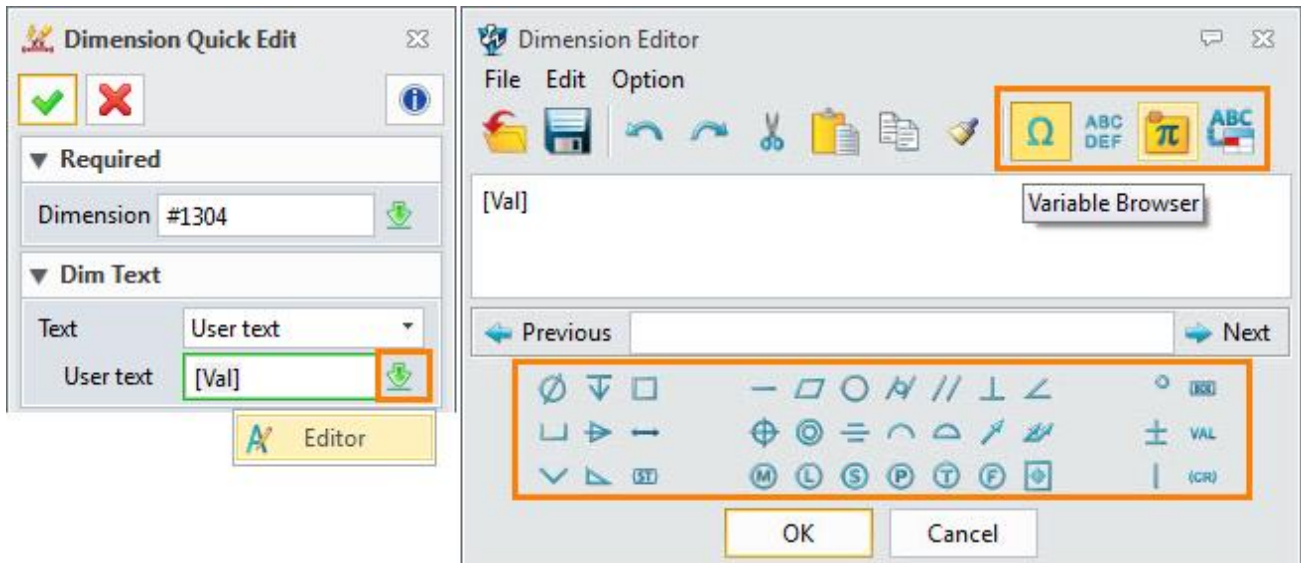 Dimension Quick Edit
Required
Dimension #1304
Dim Text
Text User text
User text [Val]
Editor
Dimension Editor
File Edit Option
Ω ABC DEF π ABC
[Val]
Variable Browser
Previous Next
VAL
ST
M L S P T F (CR)
OK Cancel